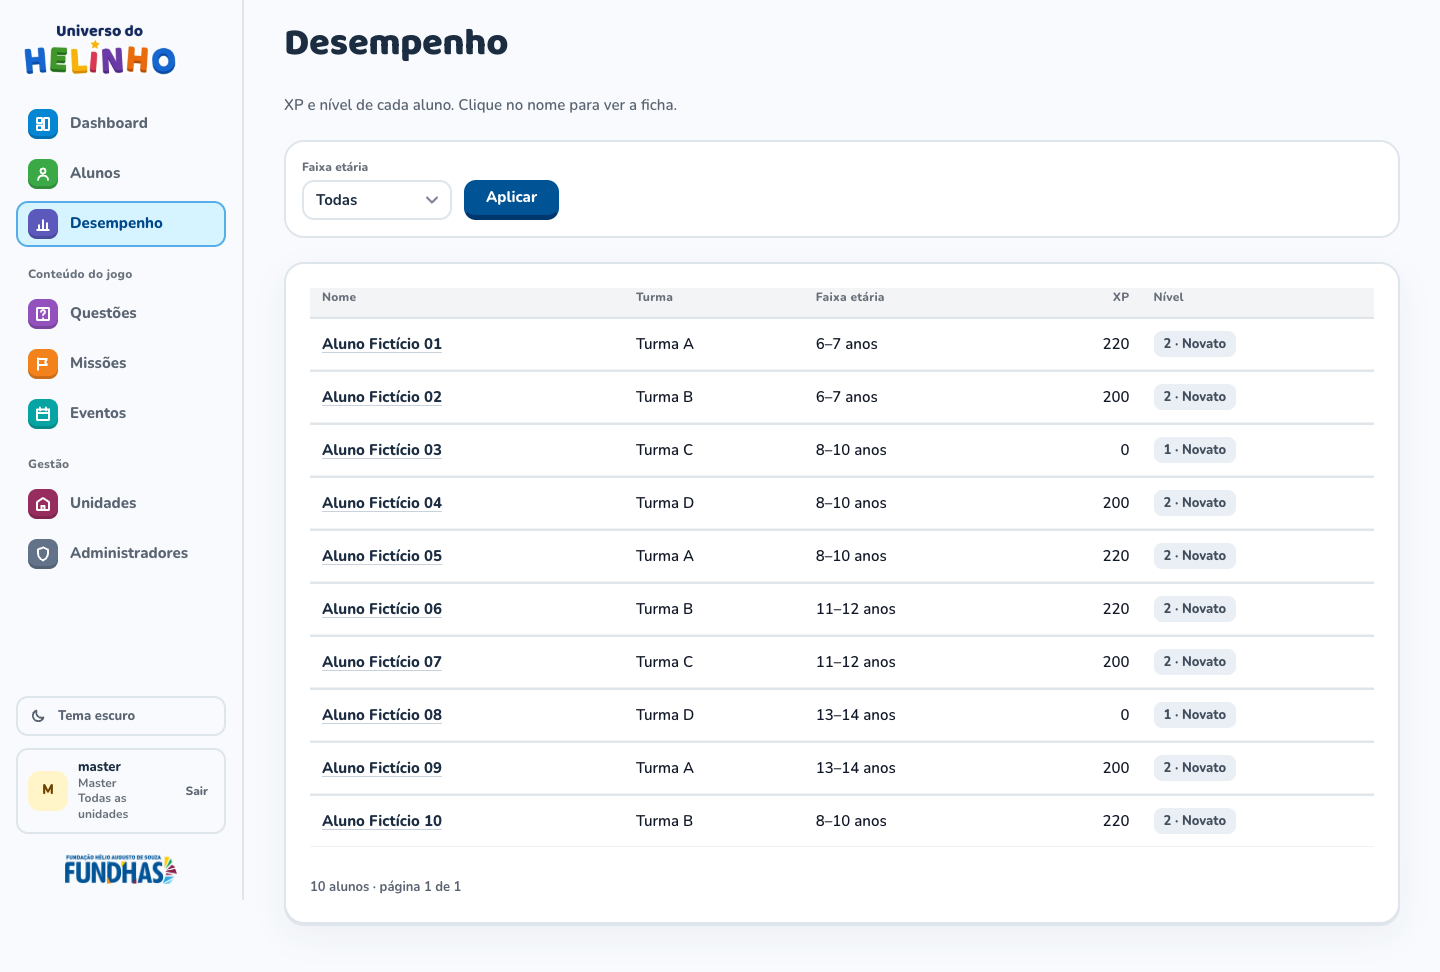 Universo do
HELINHO
Dashboard
Alunos
Desempenho
Conteúdo do jogo
Questões
Missões
Eventos
Gestão
Unidades
Administradores
Tema escuro
M
master
Master
Todas as
unidades
Sair
FUNDAÇÃO HÉLIO AUGUSTO DE SOUZA
FUNDHAS
Desempenho
XP e nível de cada aluno. Clique no nome para ver a ficha.
Faixa etária
Todas
Aplicar
Nome Turma Faixa etária XP Nível
Aluno Fictício 01 Turma A 6–7 anos 220 2 · Novato
Aluno Fictício 02 Turma B 6–7 anos 200 2 · Novato
Aluno Fictício 03 Turma C 8–10 anos 0 1 · Novato
Aluno Fictício 04 Turma D 8–10 anos 200 2 · Novato
Aluno Fictício 05 Turma A 8–10 anos 220 2 · Novato
Aluno Fictício 06 Turma B 11–12 anos 220 2 · Novato
Aluno Fictício 07 Turma C 11–12 anos 200 2 · Novato
Aluno Fictício 08 Turma D 13–14 anos 0 1 · Novato
Aluno Fictício 09 Turma A 13–14 anos 200 2 · Novato
Aluno Fictício 10 Turma B 8–10 anos 220 2 · Novato
10 alunos · página 1 de 1